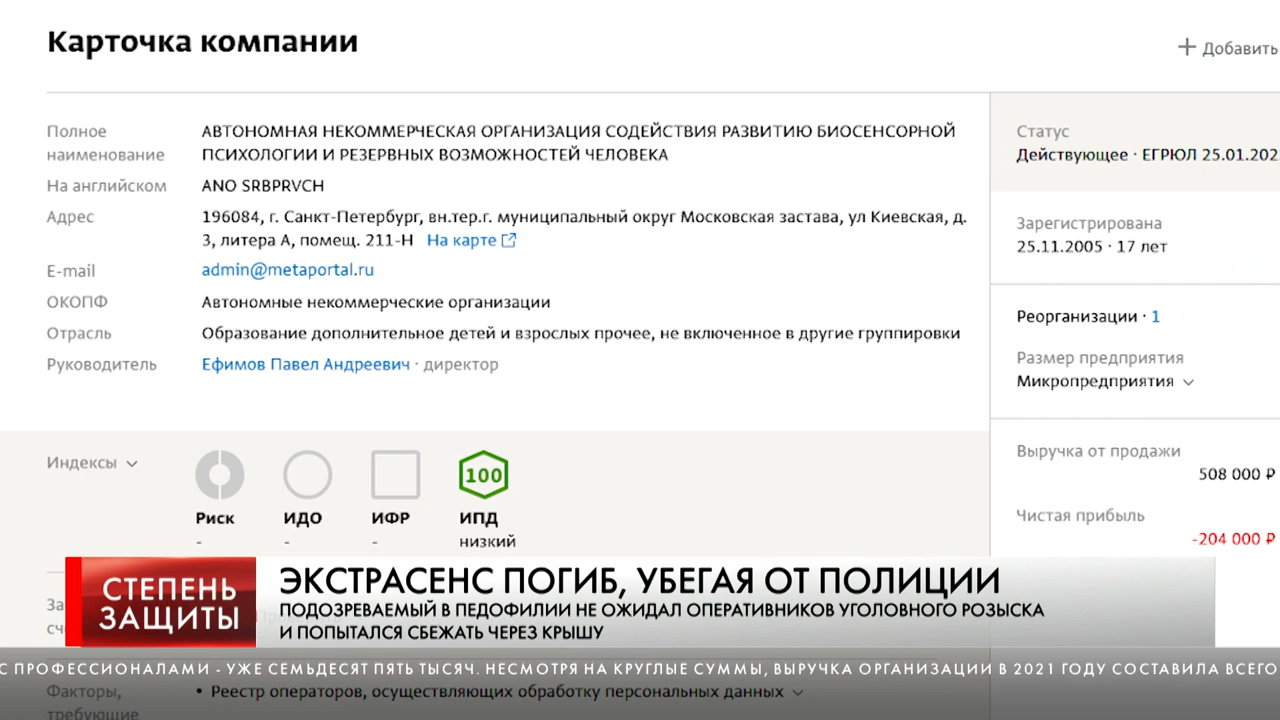 Карточка компании
+ Добавить
Полное наименование
АВТОНОМНАЯ НЕКОММЕРЧЕСКАЯ ОРГАНИЗАЦИЯ СОДЕЙСТВИЯ РАЗВИТИЮ БИОСЕНСОРНОЙ
ПСИХОЛОГИИ И РЕЗЕРВНЫХ ВОЗМОЖНОСТЕЙ ЧЕЛОВЕКА
На английском
ANO SRBPRVCH
Адрес
196084, г. Санкт-Петербург, вн.тер.г. муниципальный округ Московская застава, ул Киевская, д.
3, литера А, помещ. 211-Н На карте
E-mail
admin@metaportal.ru
ОКОПФ
Автономные некоммерческие организации
Отрасль
Образование дополнительное детей и взрослых прочее, не включенное в другие группировки
Руководитель
Ефимов Павел Андреевич · директор
Статус
Действующее · ЕГРЮЛ 25.01.202
Зарегистрирована
25.11.2005 · 17 лет
Реорганизации · 1
Размер предприятия
Микропредприятия
Выручка от продажи
508 000 ₽
Чистая прибыль
-204 000 ₽
Индексы
100
Риск ИДО ИФР ИПД
- - - низкий
СТЕПЕНЬ
ЗАЩИТЫ
ЭКСТРАСЕНС ПОГИБ, УБЕГАЯ ОТ ПОЛИЦИИ
ПОДОЗРЕВАЕМЫЙ В ПЕДОФИЛИИ НЕ ОЖИДАЛ ОПЕРАТИВНИКОВ УГОЛОВНОГО РОЗЫСКА
И ПОПЫТАЛСЯ СБЕЖАТЬ ЧЕРЕЗ КРЫШУ
С ПРОФЕССИОНАЛАМИ - УЖЕ СЕМЬДЕСЯТ ПЯТЬ ТЫСЯЧ. НЕСМОТРЯ НА КРУГЛЫЕ СУММЫ, ВЫРУЧКА ОРГАНИЗАЦИИ В 2021 ГОДУ СОСТАВИЛА ВСЕГО
Факторы,
требующие
• Реестр операторов, осуществляющих обработку персональных данных